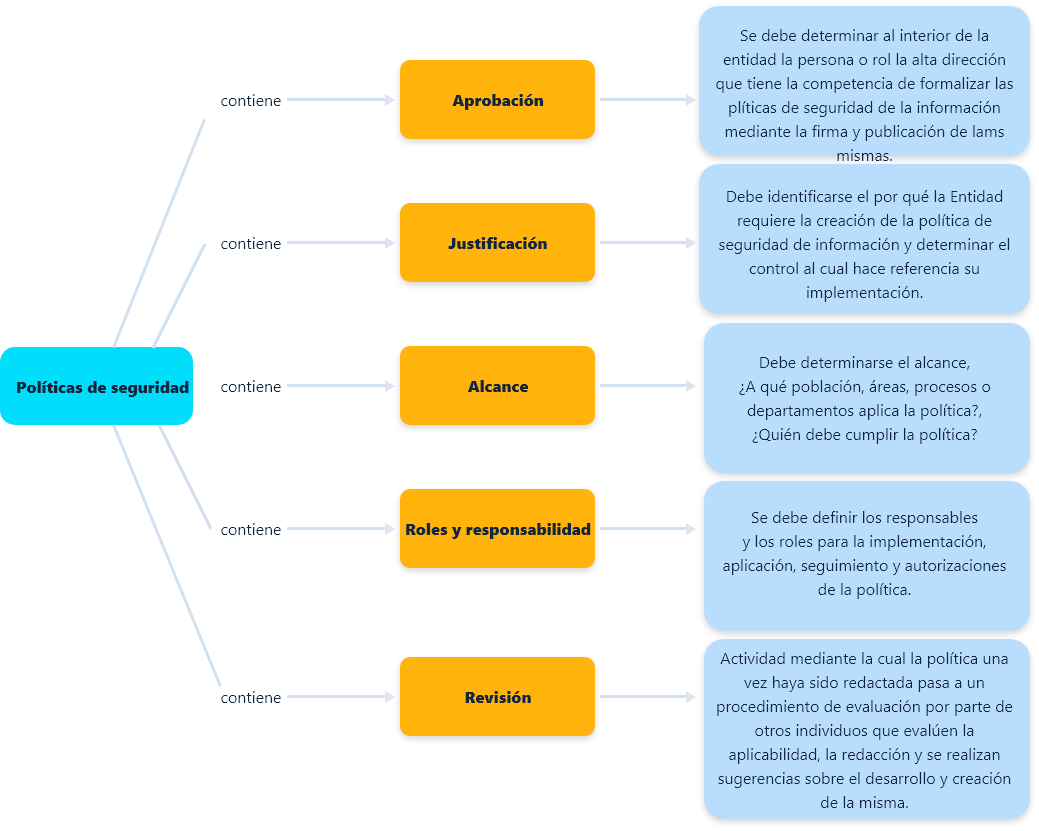 Políticas de seguridad
contiene
Aprobación
Se debe determinar al interior de la
entidad la persona o rol la alta dirección
que tiene la competencia de formalizar las
plíticas de seguridad de la información
mediante la firma y publicación de lams
mismas.
contiene
Justificación
Debe identificarse el por qué la Entidad
requiere la creación de la política de
seguridad de información y determinar el
control al cual hace referencia su
implementación.
contiene
Alcance
Debe determinarse el alcance,
¿A qué población, áreas, procesos o
departamentos aplica la política?,
¿Quién debe cumplir la política?
contiene
Roles y responsabilidad
Se debe definir los responsables
y los roles para la implementación,
aplicación, seguimiento y autorizaciones
de la política.
contiene
Revisión
Actividad mediante la cual la política una
vez haya sido redactada pasa a un
procedimiento de evaluación por parte de
otros individuos que evalúen la
aplicabilidad, la redacción y se realizan
sugerencias sobre el desarrollo y creación
de la misma.